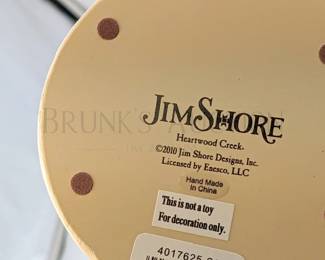 BRUNK'S
JIM SHORE
Heartwood Creek.
©2010 Jim Shore Designs, Inc.
Licensed by Enesco, LLC
Hand Made
in China
This is not a toy
For decoration only.
4017625